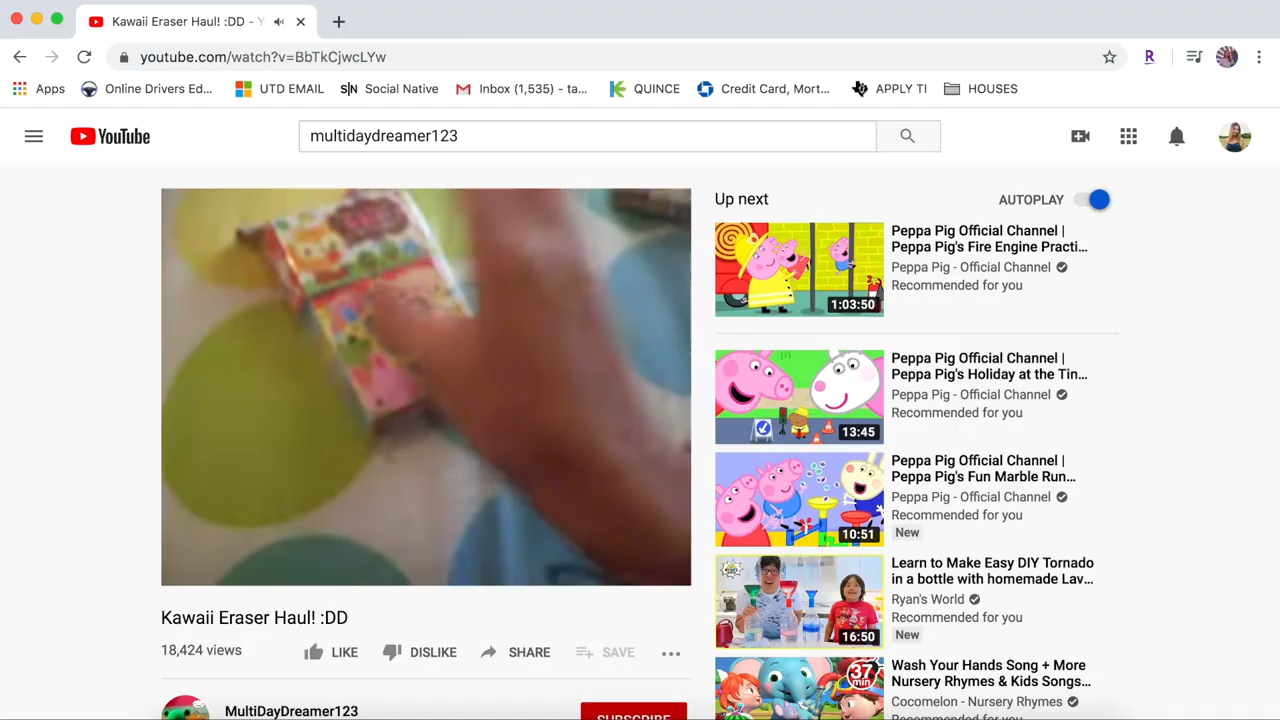 Kawaii Eraser Haul! :DD - Y
youtube.com/watch?v=BbTkCjwcLYw
R
Apps
Online Drivers Ed...
UTD EMAIL
S|N Social Native
Inbox (1,535) - ta...
QUINCE
Credit Card, Mort...
APPLY TI
HOUSES
YouTube
multidaydreamer123
Up next
AUTOPLAY
Peppa Pig Official Channel |
Peppa Pig's Fire Engine Practi...
Peppa Pig - Official Channel
Recommended for you
1:03:50
Peppa Pig Official Channel |
Peppa Pig's Holiday at the Tin...
Peppa Pig - Official Channel
Recommended for you
13:45
Peppa Pig Official Channel |
Peppa Pig's Fun Marble Run...
Peppa Pig - Official Channel
Recommended for you
New
10:51
Learn to Make Easy DIY Tornado
in a bottle with homemade Lav...
Ryan's World
Recommended for you
New
16:50
Wash Your Hands Song + More
Nursery Rhymes & Kids Songs...
Cocomelon - Nursery Rhymes
Recommended for you
37
min
Kawaii Eraser Haul! :DD
18,424 views
LIKE
DISLIKE
SHARE
SAVE
MultiDayDreamer123
SUBSCRIBE